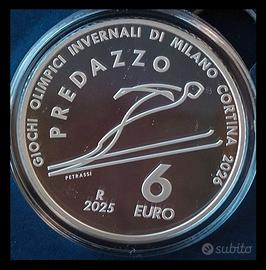 GIOCHI OLIMPICI INVERNALI DI MILANO CORTINA 2026
PREDAZZO
PETRASSI
R
2025
6
EURO
subito